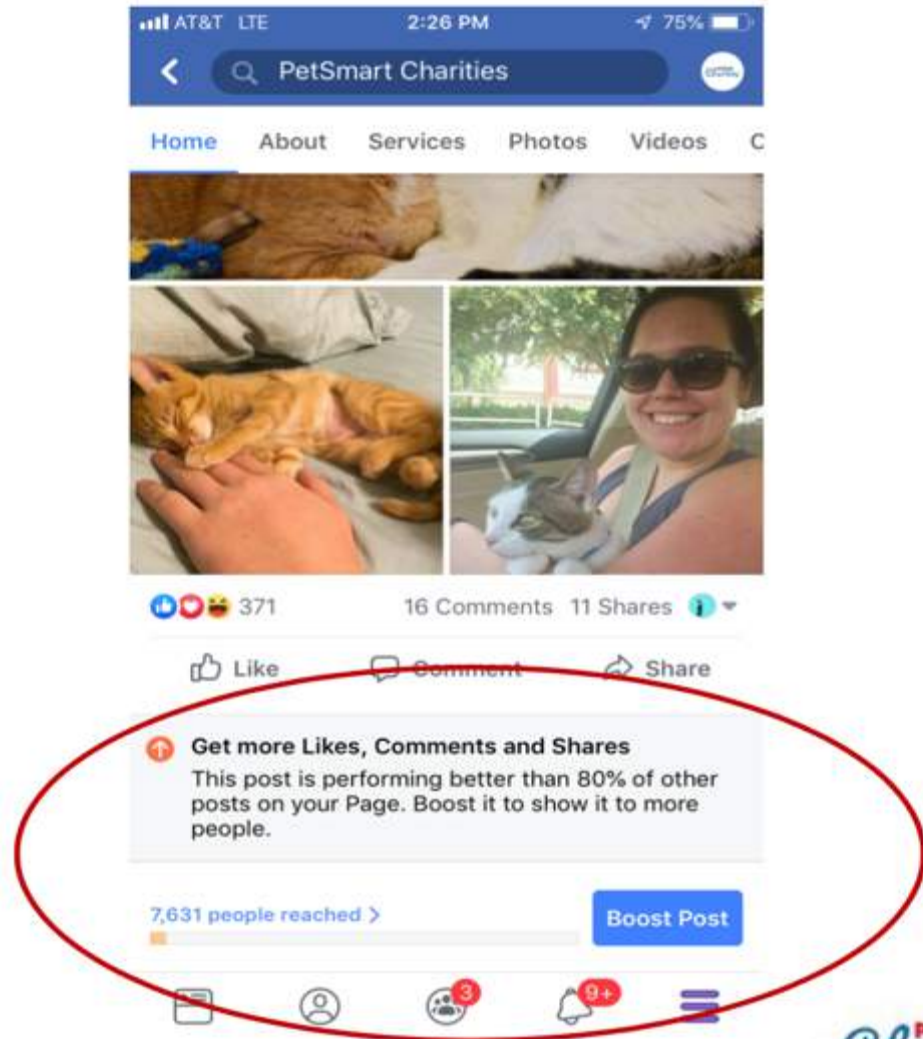 AT&T LTE 2:26 PM 75%
PetSmart Charities
Home About Services Photos Videos C
371 16 Comments 11 Shares
Like Comment Share
Get more Likes, Comments and Shares
This post is performing better than 80% of other
posts on your Page. Boost it to show it to more
people.
7,631 people reached >
Boost Post
3 9+